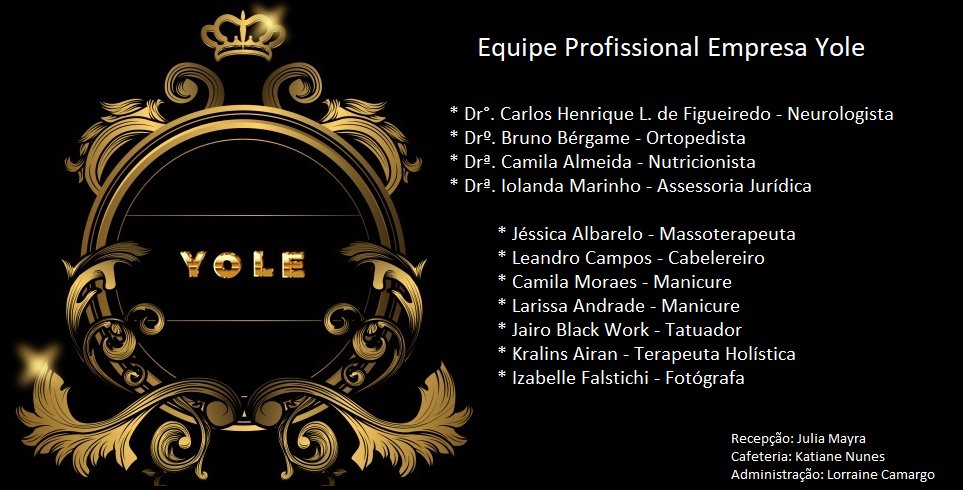 YOLE
Equipe Profissional Empresa Yole
* Dr°. Carlos Henrique L. de Figueiredo - Neurologista
* Drº. Bruno Bérgame - Ortopedista
* Drª. Camila Almeida - Nutricionista
* Drª. Iolanda Marinho - Assessoria Jurídica
* Jéssica Albarelo - Massoterapeuta
* Leandro Campos - Cabelereiro
* Camila Moraes - Manicure
* Larissa Andrade - Manicure
* Jairo Black Work - Tatuador
* Kralins Airan - Terapeuta Holística
* Izabelle Falstichi - Fotógrafa
Recepção: Julia Mayra
Cafeteria: Katiane Nunes
Administração: Lorraine Camargo